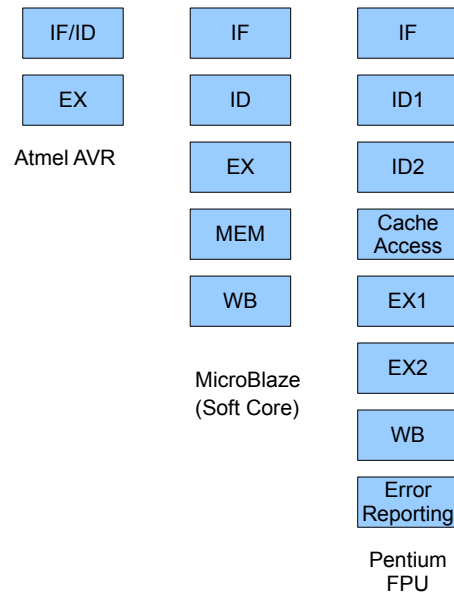 IF/ID
EX
Atmel AVR
IF
ID
EX
MEM
WB
MicroBlaze
(Soft Core)
IF
ID1
ID2
Cache
Access
EX1
EX2
WB
Error
Reporting
Pentium
FPU